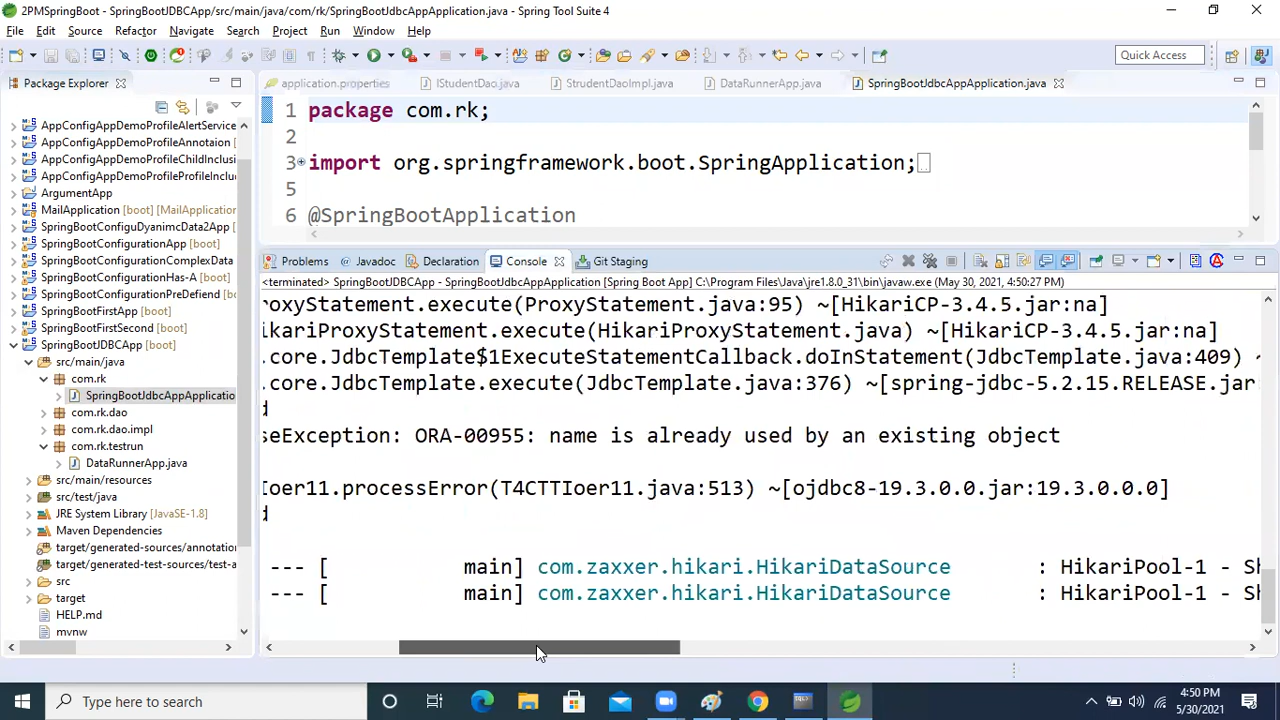 2PMSpringBoot - SpringBootJDBCApp/src/main/java/com/rk/SpringBootJdbcAppApplication.java - Spring Tool Suite 4
File Edit Source Refactor Navigate Search Project Run Window Help
Quick Access
Package Explorer
application.properties IStudentDao.java StrudentDaoImpl.java DataRunnerApp.java SpringBootJdbcAppApplication.java
AppConfigAppDemoProfileAlertService
AppConfigAppDemoProfileAnnotaion
AppConfigAppDemoProfileChildInclusi
AppConfigAppDemoProfileProfileInclu
ArgumentApp
MailApplication [boot] [MailApplication
SpringBootConfiguDyanimcData2App
SpringBootConfigurationApp [boot]
SpringBootConfigurationComplexData
SpringBootConfigurationHas-A [boot]
SpringBootConfigurationPreDefiend
SpringBootFirstApp [boot]
SpringBootFirstSecond [boot]
SpringBootJDBCApp [boot]
src/main/java
com.rk
SpringBootJdbcAppApplicatio
com.rk.dao
com.rk.dao.impl
com.rk.testrun
DataRunnerApp.java
src/main/resources
src/test/java
JRE System Library [JavaSE-1.8]
Maven Dependencies
target/generated-sources/annotation
target/generated-test-sources/test-a
src
target
HELP.md
mvnw
1 package com.rk;
2
3 import org.springframework.boot.SpringApplication;
5
6 @SpringBootApplication
Problems Javadoc Declaration Console Git Staging
<terminated> SpringBootJDBCApp - SpringBootJdbcAppApplication [Spring Boot App] C:\Program Files\Java\jre1.8.0_31\bin\javaw.exe (May 30, 2021, 4:50:27 PM)
oxyStatement.execute(ProxyStatement.java:95) ~[HikariCP-3.4.5.jar:na]
ikariProxyStatement.execute(HikariProxyStatement.java) ~[HikariCP-3.4.5.jar:na]
.core.JdbcTemplate$1ExecuteStatementCallback.doInStatement(JdbcTemplate.java:409) ~
.core.JdbcTemplate.execute(JdbcTemplate.java:376) ~[spring-jdbc-5.2.15.RELEASE.jar
d
seException: ORA-00955: name is already used by an existing object
Ioer11.processError(T4CTTIoer11.java:513) ~[ojdbc8-19.3.0.0.jar:19.3.0.0.0]
d
--- [ main] com.zaxxer.hikari.HikariDataSource : HikariPool-1 - Sh
--- [ main] com.zaxxer.hikari.HikariDataSource : HikariPool-1 - Sh
Type here to search
4:50 PM
5/30/2021